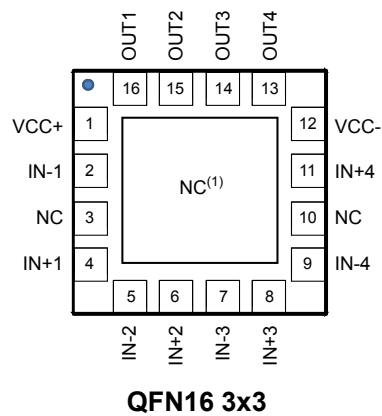 OUT1 OUT2 OUT3 OUT4
16 15 14 13
VCC+ 1 12 VCC-
IN-1 2 11 IN+4
NC(1)
NC 3 10 NC
IN+1 4 9 IN-4
5 6 7 8
IN-2 IN+2 IN-3 IN+3
QFN16 3x3